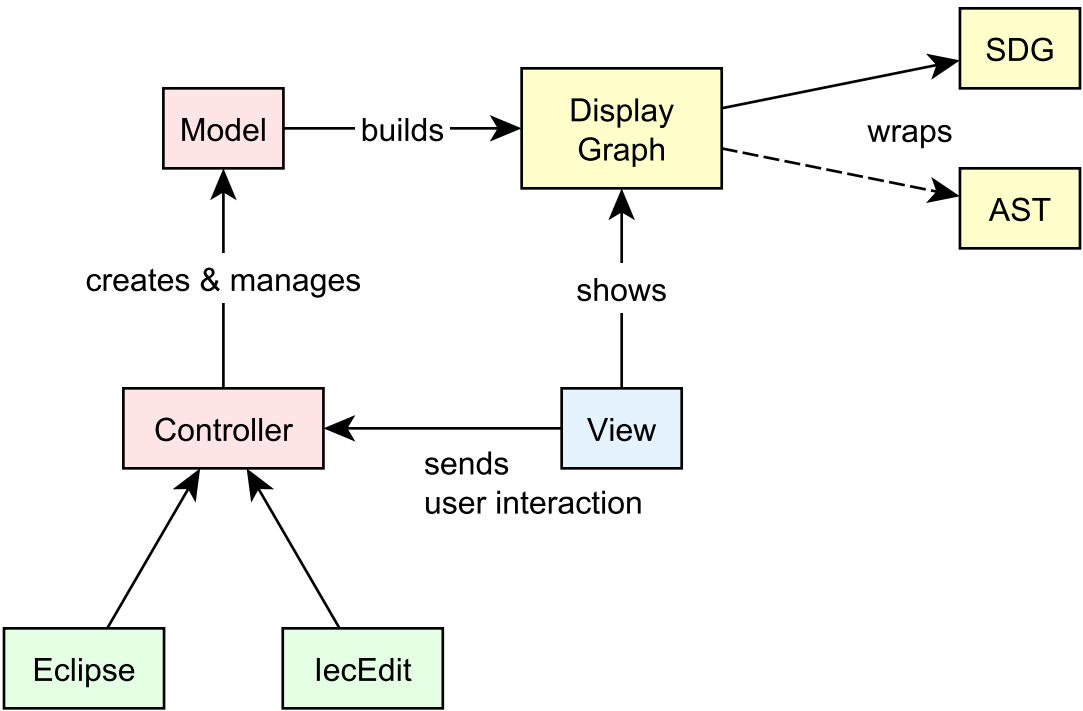 SDG
Display
Graph
Model
builds
wraps
AST
creates & manages
shows
Controller
View
sends
user interaction
Eclipse
IecEdit